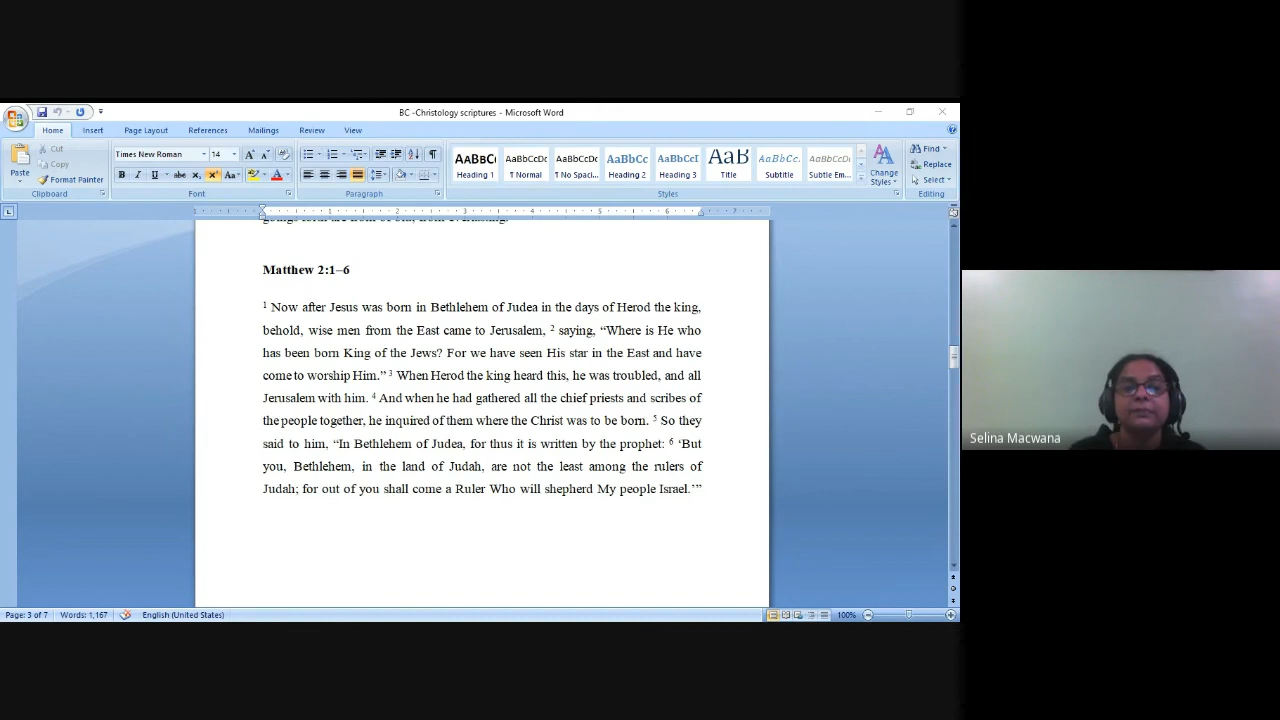 BC -Christology scriptures - Microsoft Word
Home Insert Page Layout References Mailings Review View
Paste
Cut
Copy
Format Painter
Clipboard
Times New Roman 14
Font
Paragraph
AaBbC AaBbCcDc AaBbCcDc AaBbCc AaBbCcI AaB AaBbCc. AaBbCcDc
Heading 1 ¶ Normal ¶ No Spaci... Heading 2 Heading 3 Title Subtitle Subtle Em...
Change Styles
Styles
Find
Replace
Select
Editing
Matthew 2:1–6
1 Now after Jesus was born in Bethlehem of Judea in the days of Herod the king,
behold, wise men from the East came to Jerusalem, 2 saying, “Where is He who
has been born King of the Jews? For we have seen His star in the East and have
come to worship Him.” 3 When Herod the king heard this, he was troubled, and all
Jerusalem with him. 4 And when he had gathered all the chief priests and scribes of
the people together, he inquired of them where the Christ was to be born. 5 So they
said to him, “In Bethlehem of Judea, for thus it is written by the prophet: 6 ‘But
you, Bethlehem, in the land of Judah, are not the least among the rulers of
Judah; for out of you shall come a Ruler Who will shepherd My people Israel.’”
Page: 3 of 7 Words: 1,167 English (United States) 100%
Selina Macwana